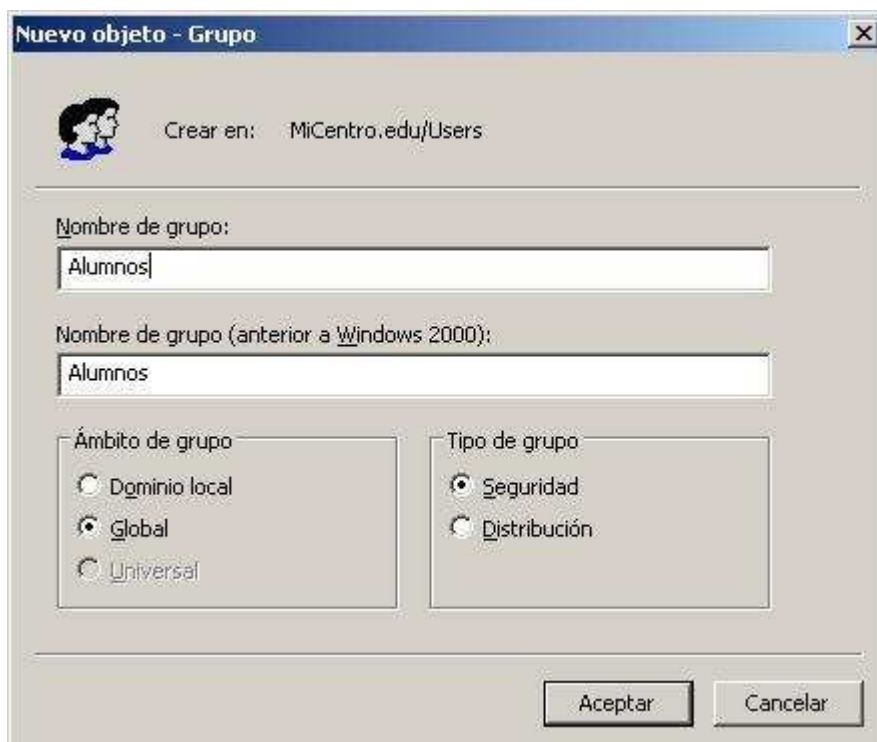 Nuevo objeto - Grupo
Crear en: MiCentro.edu/Users
Nombre de grupo:
Alumnos
Nombre de grupo (anterior a Windows 2000):
Alumnos
Ámbito de grupo
Dominio local
Global
Universal
Tipo de grupo
Seguridad
Distribución
Aceptar
Cancelar